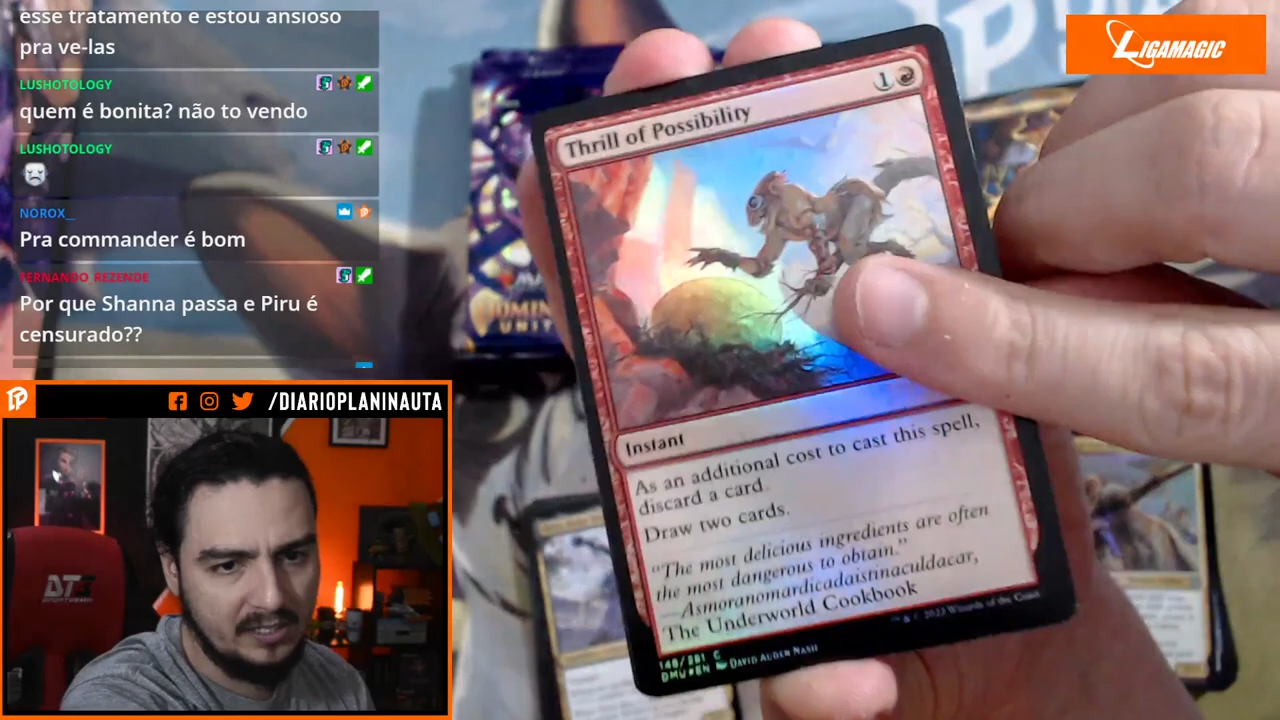 esse tratamento e estou ansioso
pra ve-las
LUSHOTOLOGY
quem é bonita? não to vendo
LUSHOTOLOGY
NOROX__
Pra commander é bom
FERNANDO REZENDE
Por que Shanna passa e Piru é
censurado??
/DIARIOPLANINAUTA
LIGAMAGIC
Thrill of Possibility
1
Instant
As an additional cost to cast this spell,
discard a card.
Draw two cards.
"The most delicious ingredients are often
the most dangerous to obtain."
—Asmoranomardicadaistinaculdacar,
The Underworld Cookbook
™ & © 2022 Wizards of the Coast
148/281 C
DMU EN DAVID AUDEN NASH